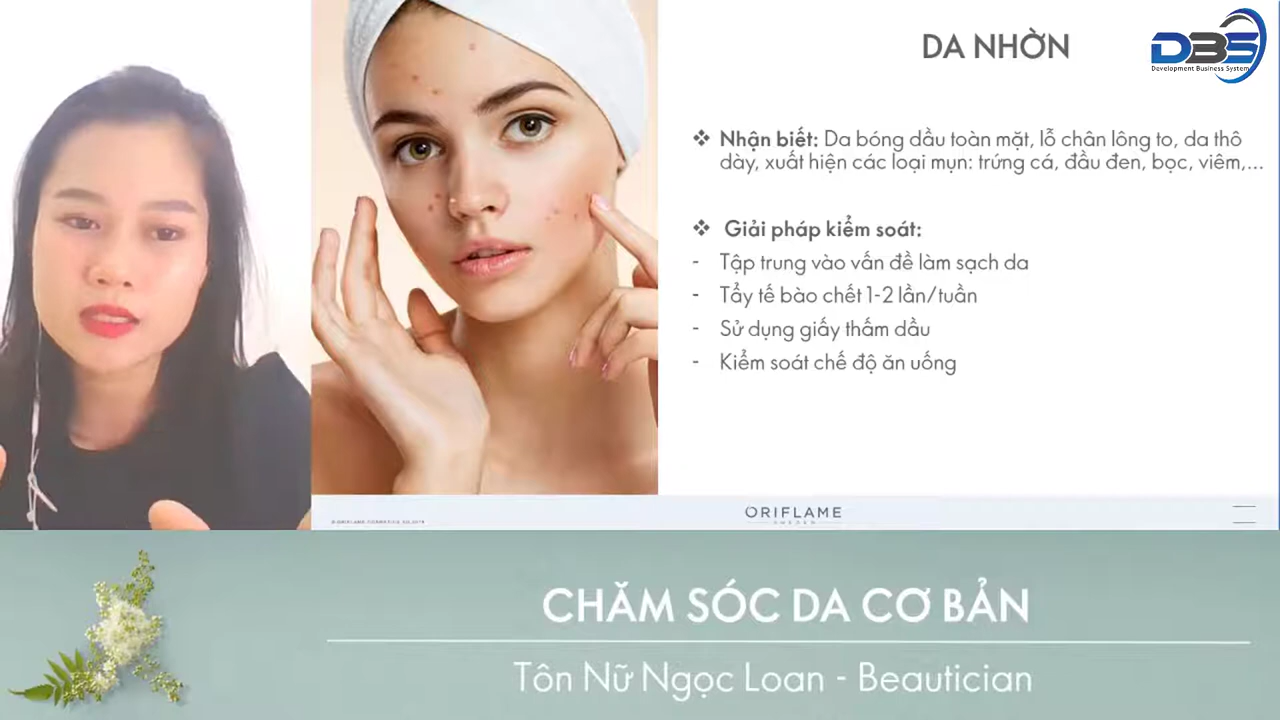 DA NHỜN
DBS
Development Business System
❖ Nhận biết: Da bóng dầu toàn mặt, lỗ chân lông to, da thô
dày, xuất hiện các loại mụn: trứng cá, đầu đen, bọc, viêm,...
❖ Giải pháp kiểm soát:
- Tập trung vào vấn đề làm sạch da
- Tẩy tế bào chết 1-2 lần/tuần
- Sử dụng giấy thấm dầu
- Kiểm soát chế độ ăn uống
ORIFLAME
SWEDEN
CHĂM SÓC DA CƠ BẢN
Tôn Nữ Ngọc Loan - Beautician